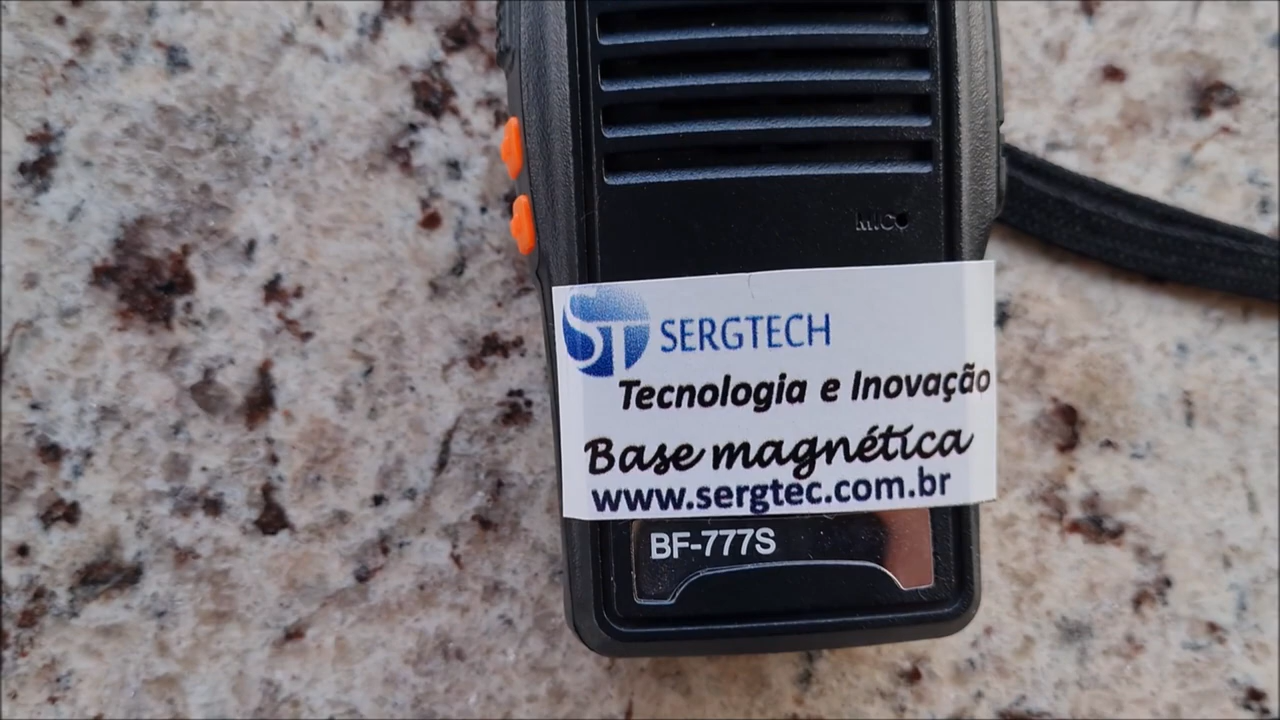 MIC
ST SERGTECH
Tecnologia e Inovação
Base magnética
www.sergtec.com.br
BF-777S